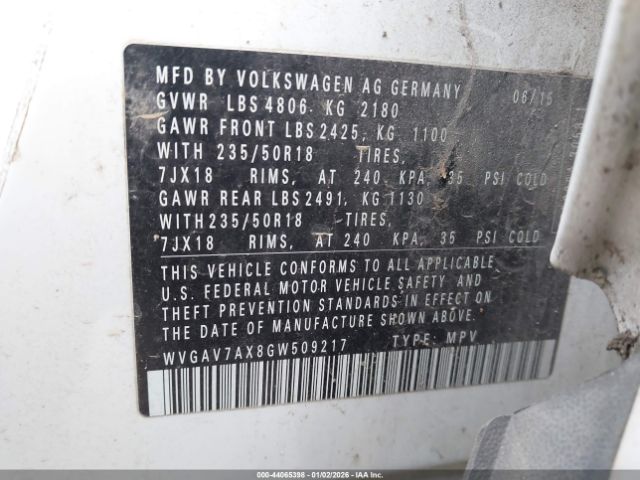 MFD BY VOLKSWAGEN AG GERMANY 06/15
GVWR LBS 4806. KG 2180
GAWR FRONT LBS 2425, KG 1100
WITH 235/50R18 TIRES,
7JX18 RIMS, AT 240 KPA, 35 PSI COLD
GAWR REAR LBS 2491, KG 1130
WITH 235/50R18 TIRES,
7JX18 RIMS, AT 240 KPA, 35 PSI COLD
THIS VEHICLE CONFORMS TO ALL APPLICABLE
U.S. FEDERAL MOTOR VEHICLE SAFETY AND
THEFT PREVENTION STANDARDS IN EFFECT ON
THE DATE OF MANUFACTURE SHOWN ABOVE.
WVGAV7AX8GW509217 TYPE: MPV
000-44065398 - 01/02/2026 - IAA Inc. Copyright